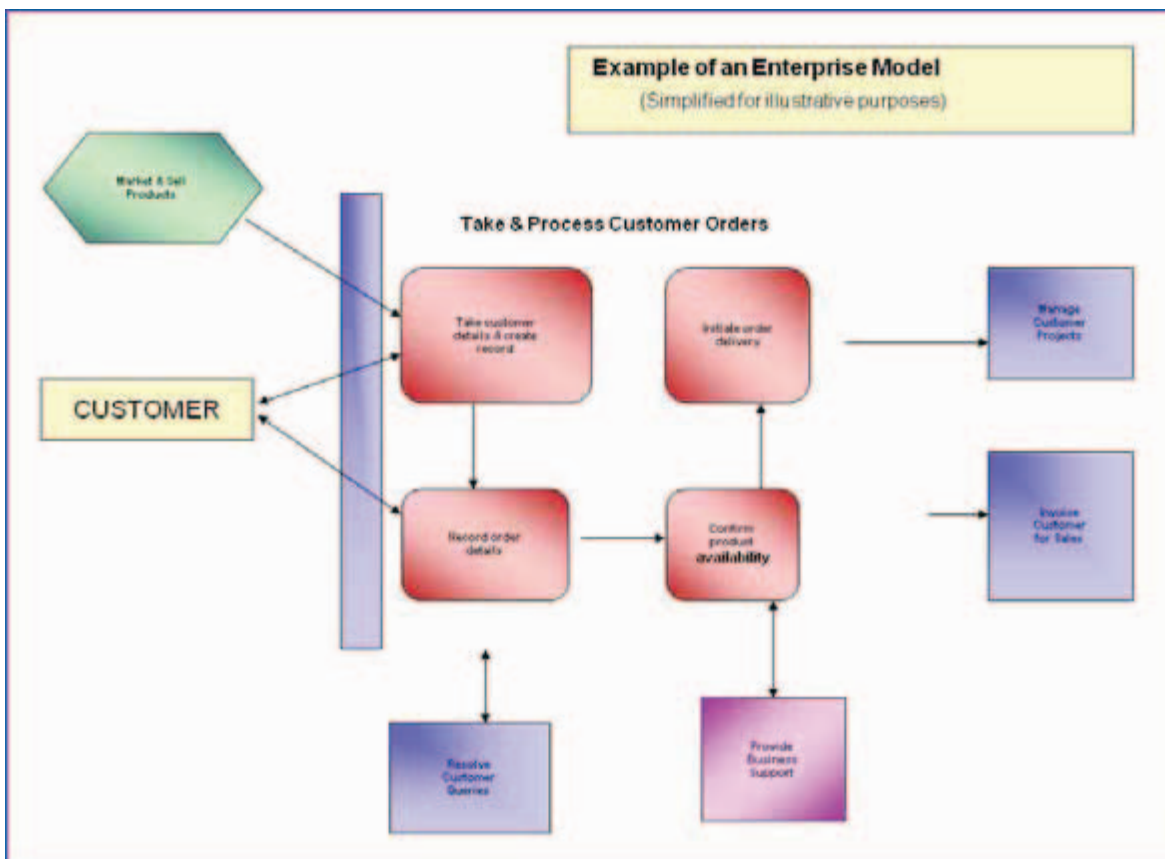 Example of an Enterprise Model
(Simplified for illustrative purposes)
Market & Sell
Products
Take & Process Customer Orders
Take customer
details & create
record
Initiate order
delivery
Manage
Customer
Projects
CUSTOMER
Record order
details
Confirm
product
availability
Invoice
Customer
for Sales
Resolve
Customer
Queries
Provide
Business
Support